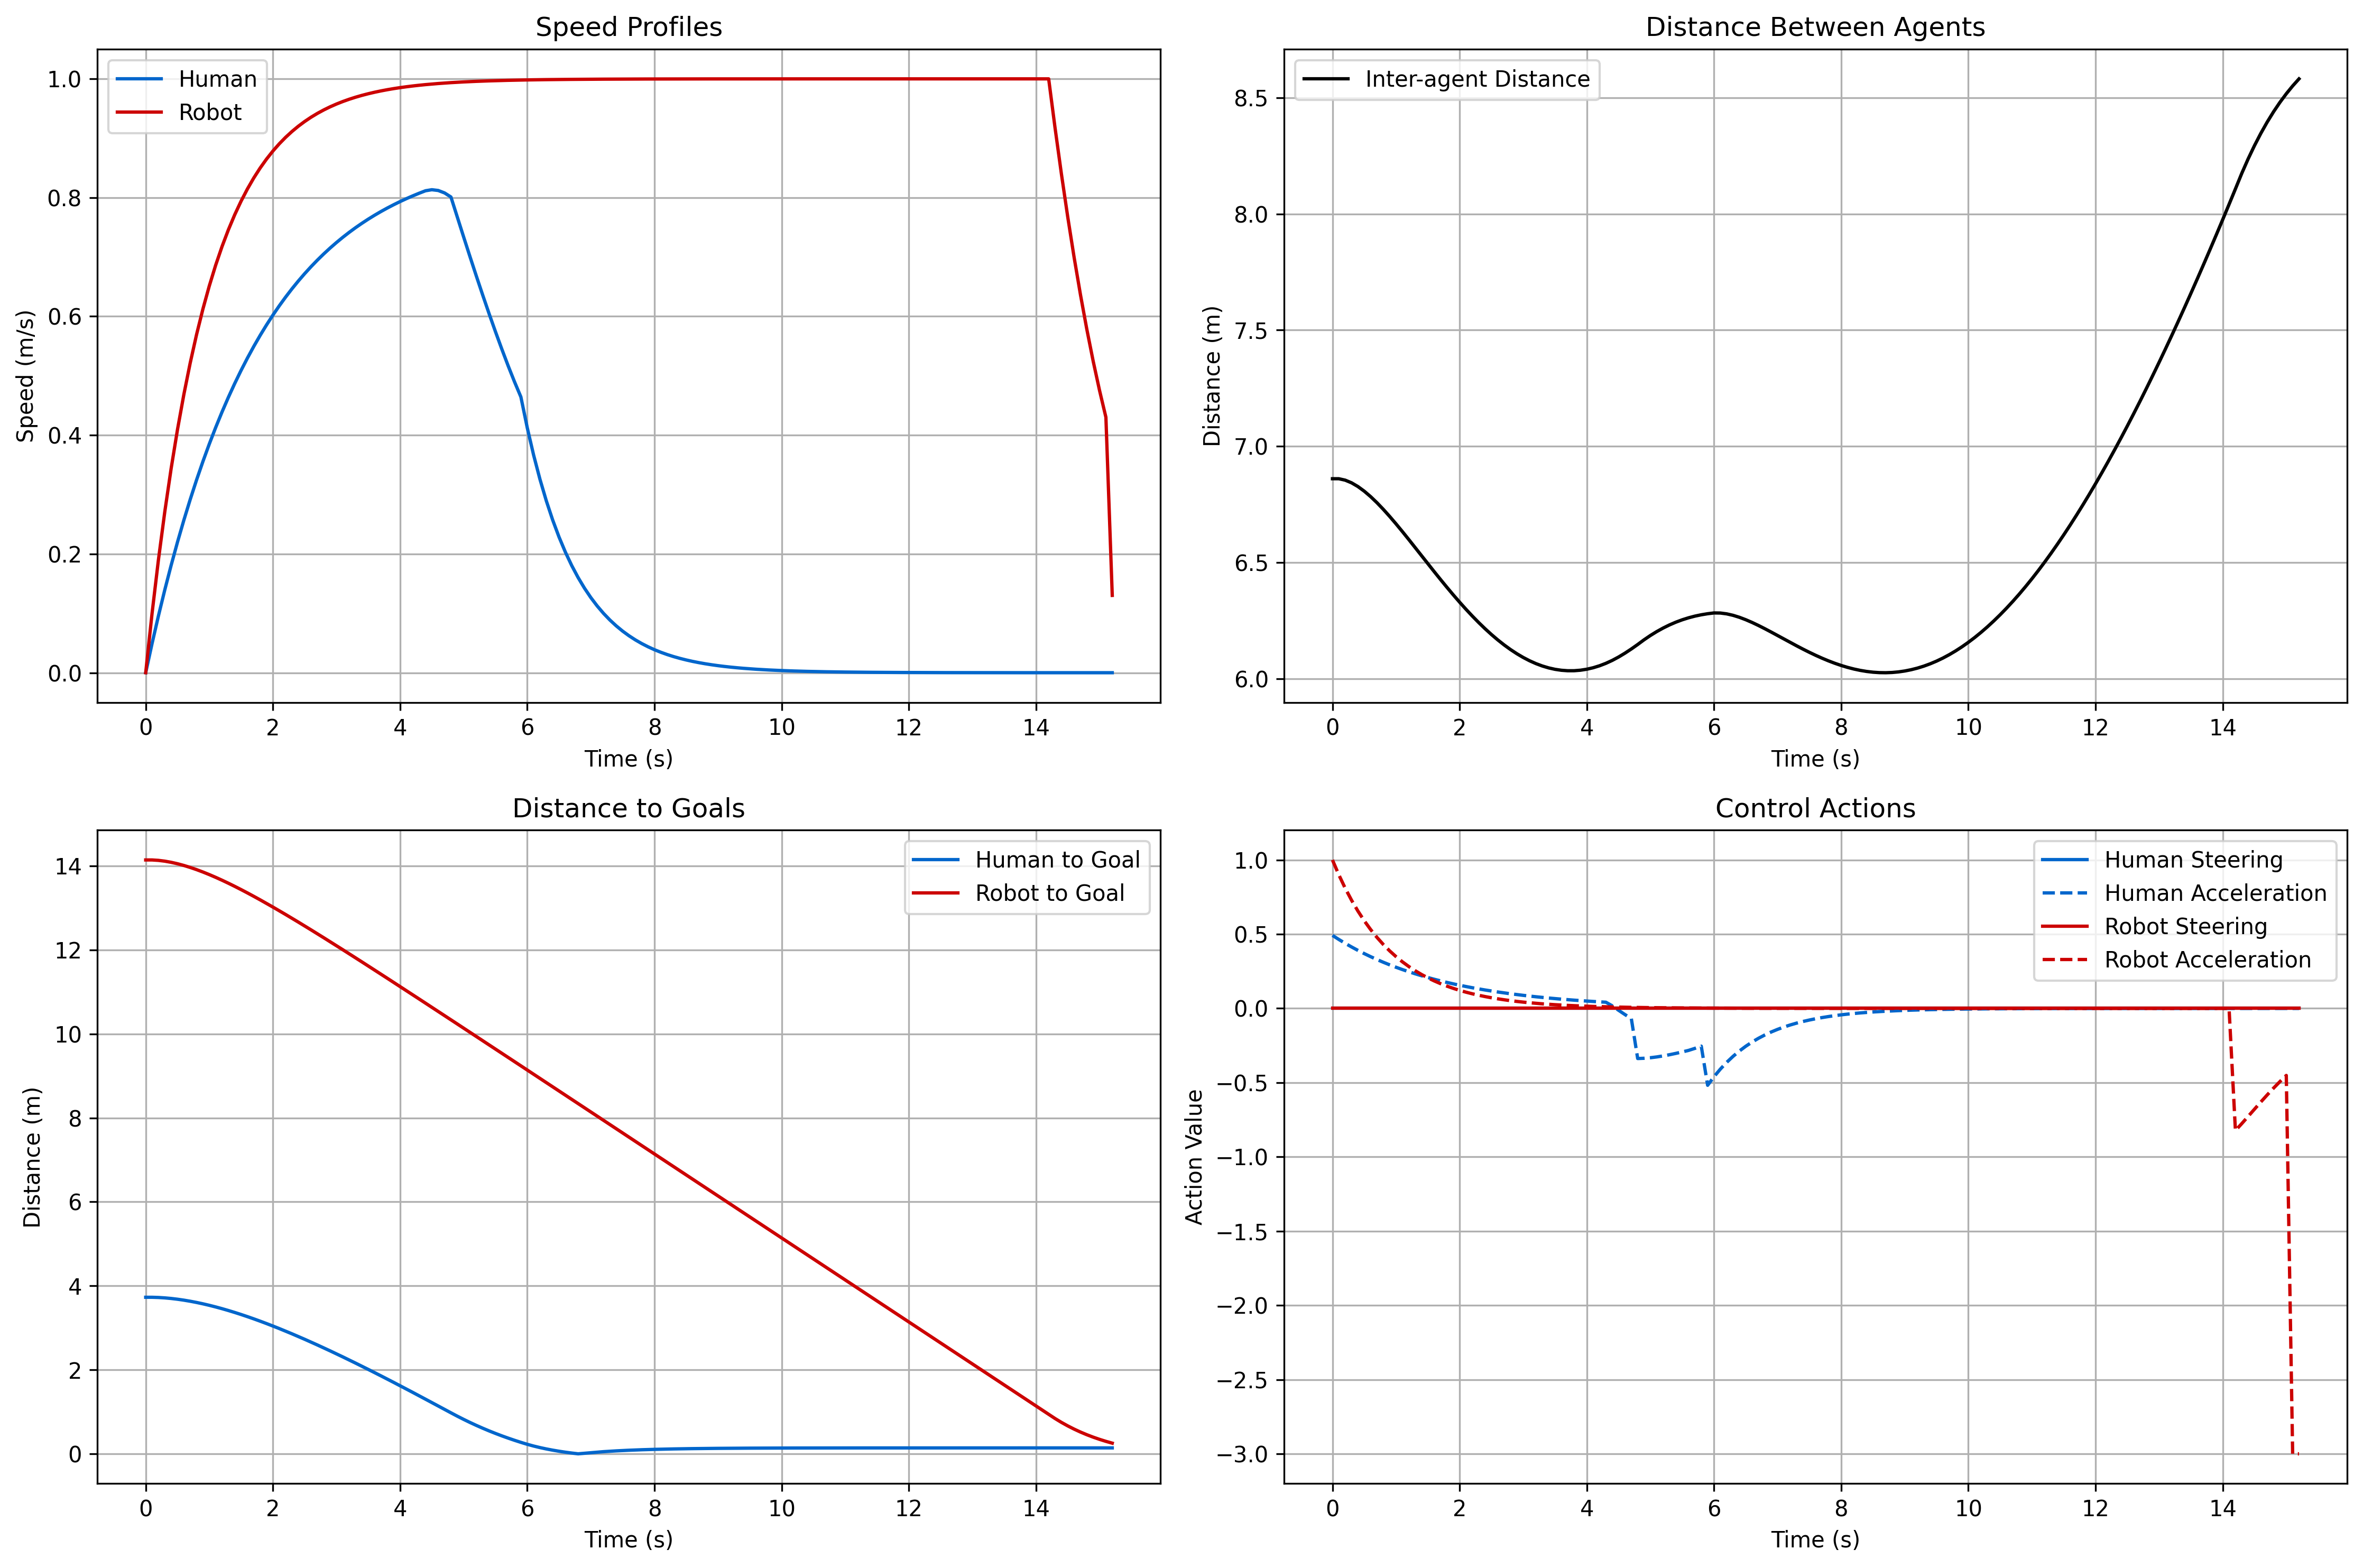 Speed Profiles
Human
Robot
1.0
0.8
0.6
0.4
0.2
0.0
Speed (m/s)
0 2 4 6 8 10 12 14
Time (s)
Distance Between Agents
Inter-agent Distance
8.5
8.0
7.5
7.0
6.5
6.0
Distance (m)
0 2 4 6 8 10 12 14
Time (s)
Distance to Goals
Human to Goal
Robot to Goal
14
12
10
8
6
4
2
0
Distance (m)
0 2 4 6 8 10 12 14
Time (s)
Control Actions
Human Steering
Human Acceleration
Robot Steering
Robot Acceleration
1.0
0.5
0.0
−0.5
−1.0
−1.5
−2.0
−2.5
−3.0
Action Value
0 2 4 6 8 10 12 14
Time (s)